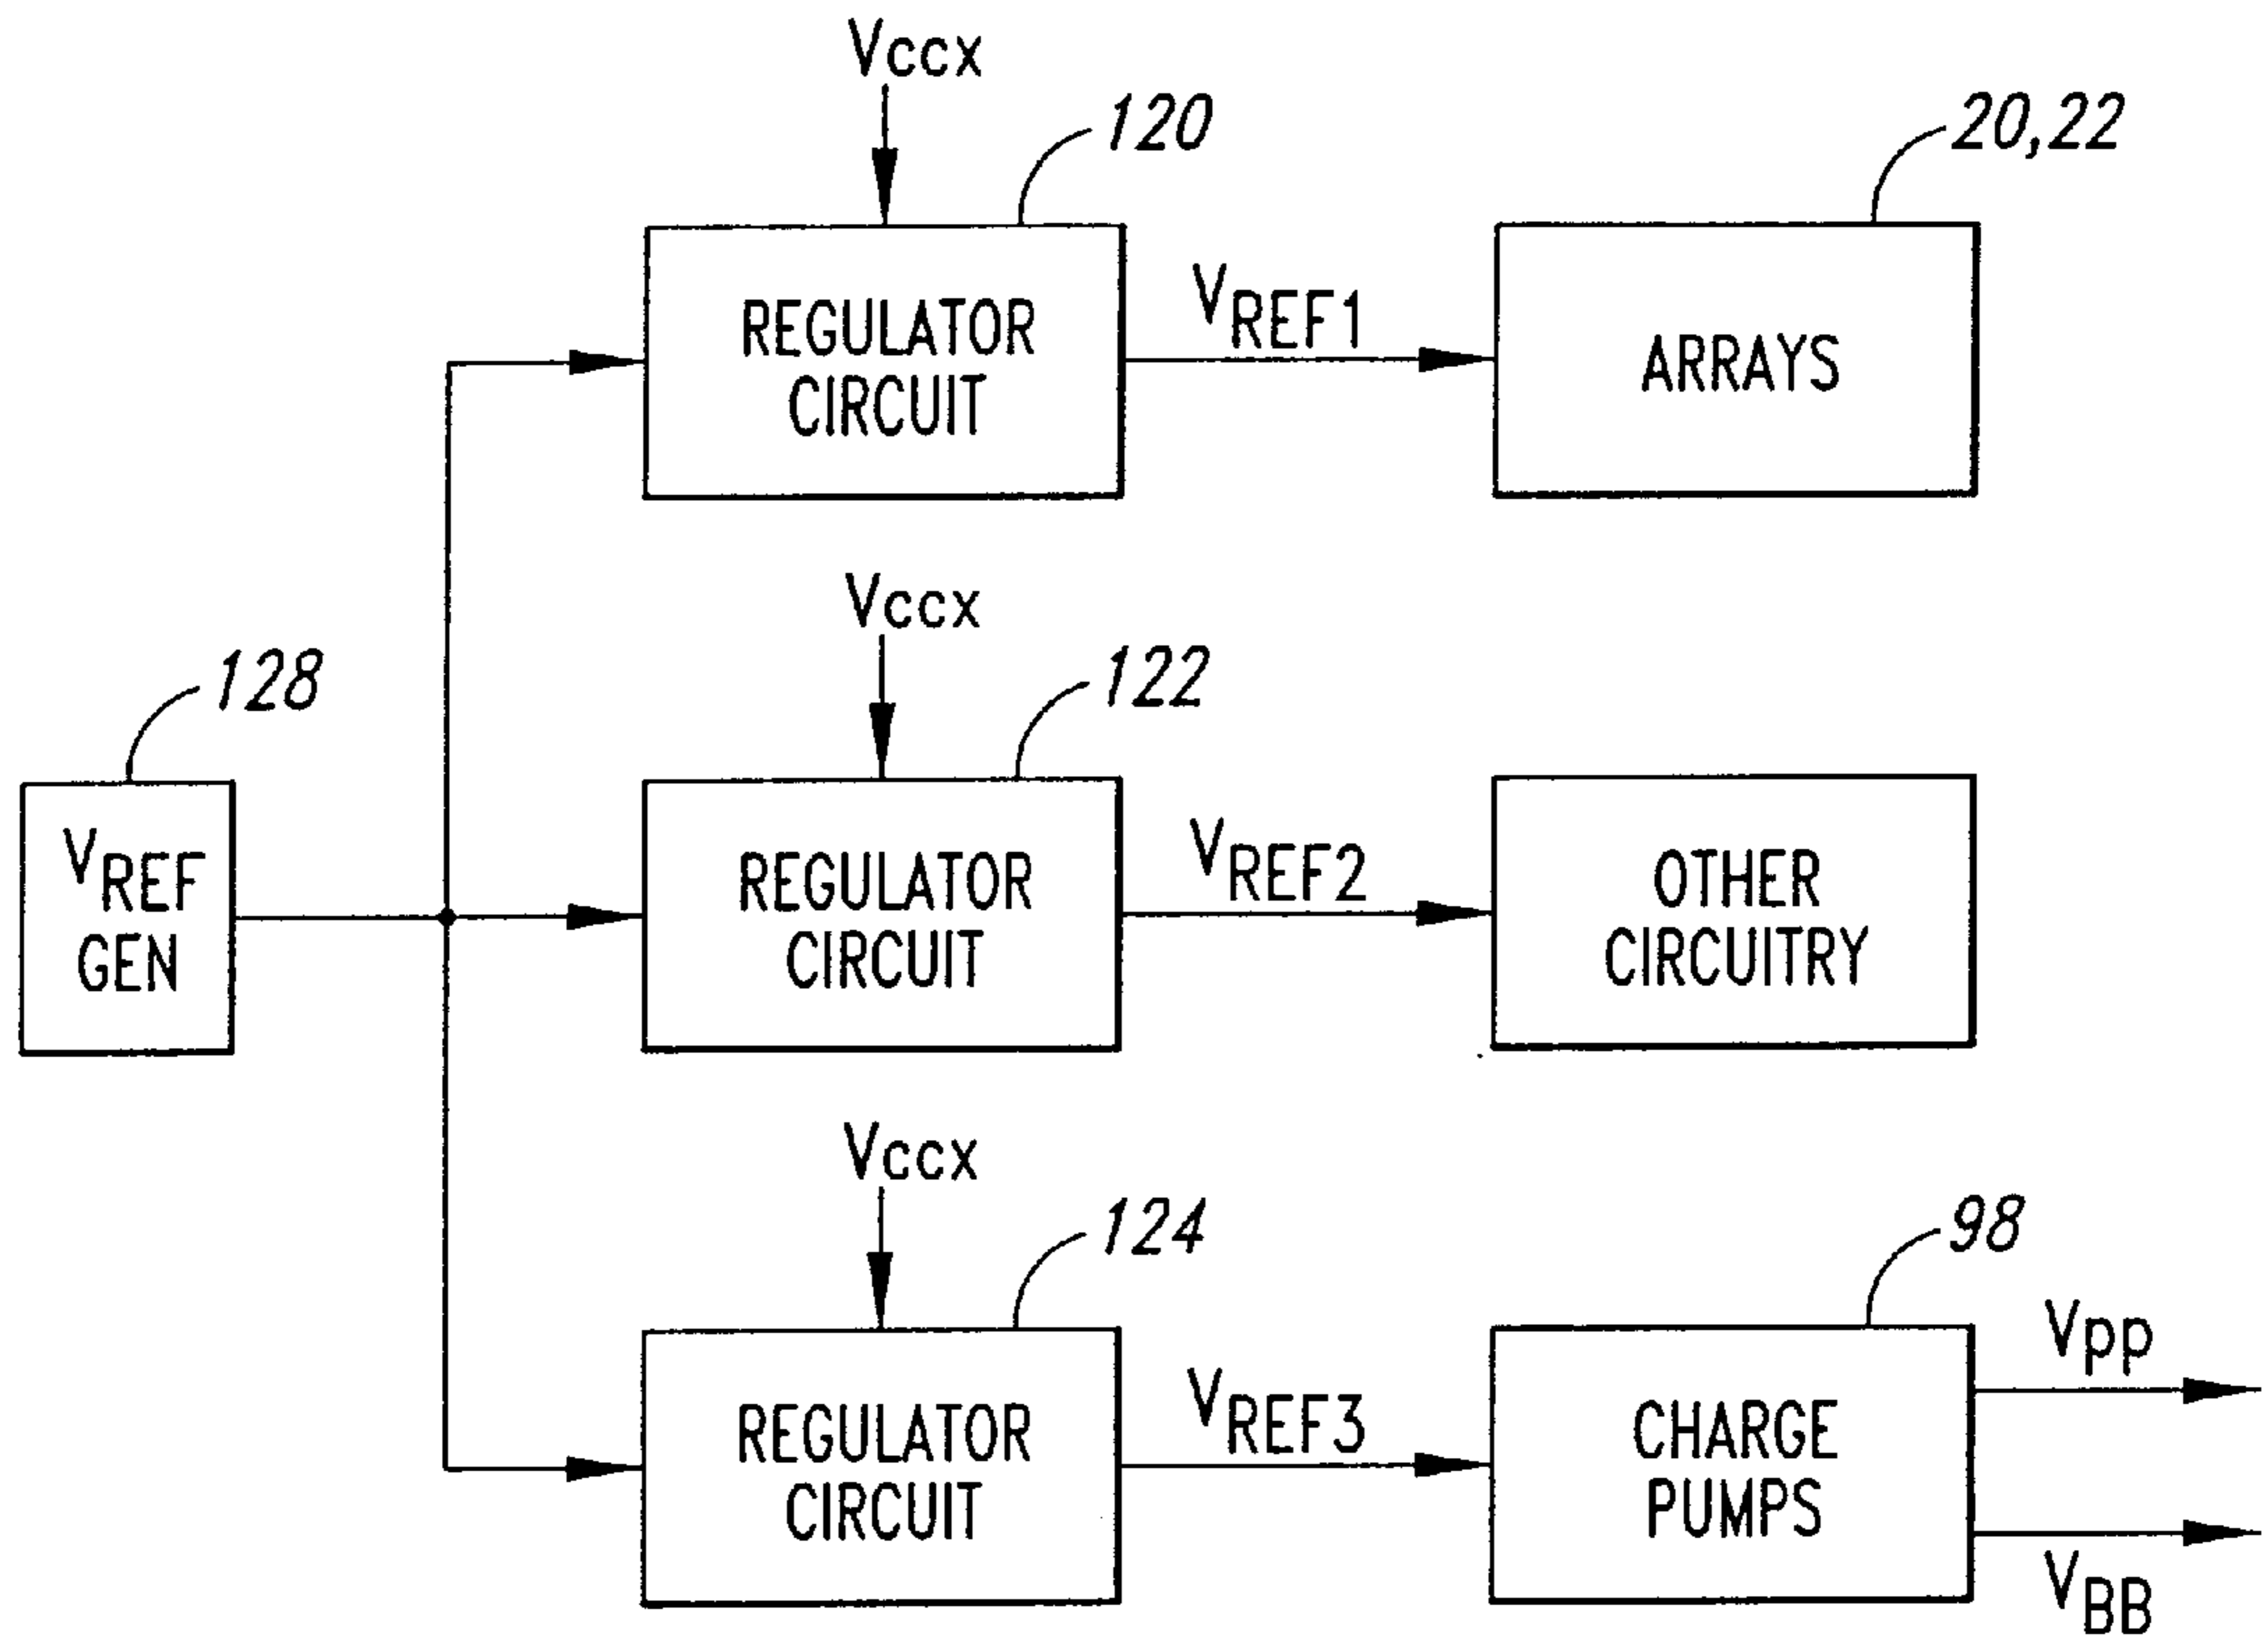 Vccx
120
20,22
REGULATOR
CIRCUIT
VREF1
ARRAYS
Vccx
128
122
VREF
GEN
REGULATOR
CIRCUIT
VREF2
OTHER
CIRCUITRY
Vccx
124
98
REGULATOR
CIRCUIT
VREF3
CHARGE
PUMPS
Vpp
VBB